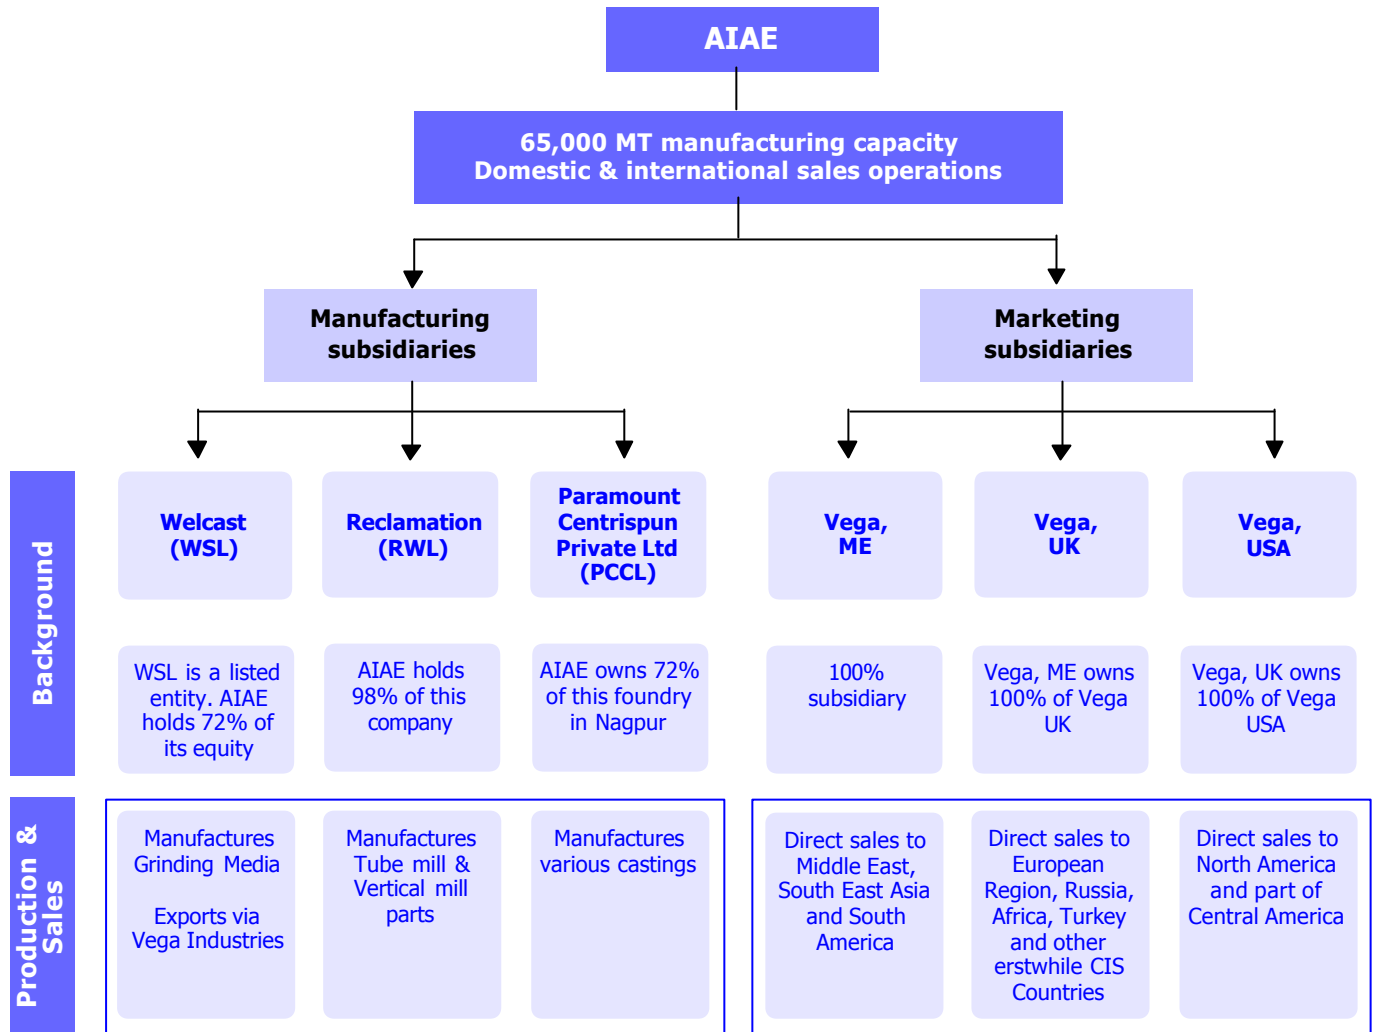 AIAE
65,000 MT manufacturing capacity
Domestic & international sales operations
Manufacturing
subsidiaries
Marketing
subsidiaries
Background
Welcast
(WSL)
Reclamation
(RWL)
Paramount
Centrispun
Private Ltd
(PCCL)
Vega,
ME
Vega,
UK
Vega,
USA
WSL is a listed
entity. AIAE
holds 72% of
its equity
AIAE holds
98% of this
company
AIAE owns 72%
of this foundry
in Nagpur
100%
subsidiary
Vega, ME owns
100% of Vega
UK
Vega, UK owns
100% of Vega
USA
Production &
Sales
Manufactures
Grinding Media
Exports via
Vega Industries
Manufactures
Tube mill &
Vertical mill
parts
Manufactures
various castings
Direct sales to
Middle East,
South East Asia
and South
America
Direct sales to
European
Region, Russia,
Africa, Turkey
and other
erstwhile CIS
Countries
Direct sales to
North America
and part of
Central America